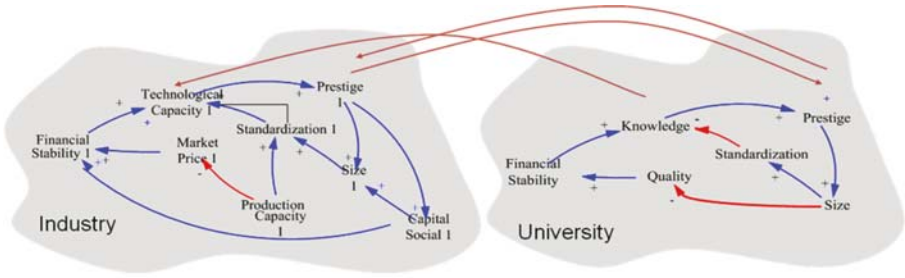 Technological
Capacity 1
Prestige
1
Financial
Stability 1
Market
Price 1
Standardization 1
Size
1
Production
Capacity
1
Capital
Social 1
Industry
+
+
+
+
+
+
+
+
+
+
+
-
Knowledge
Prestige
Standardization
Financial
Stability
Quality
Size
University
+
+
+
+
+
+
-
-